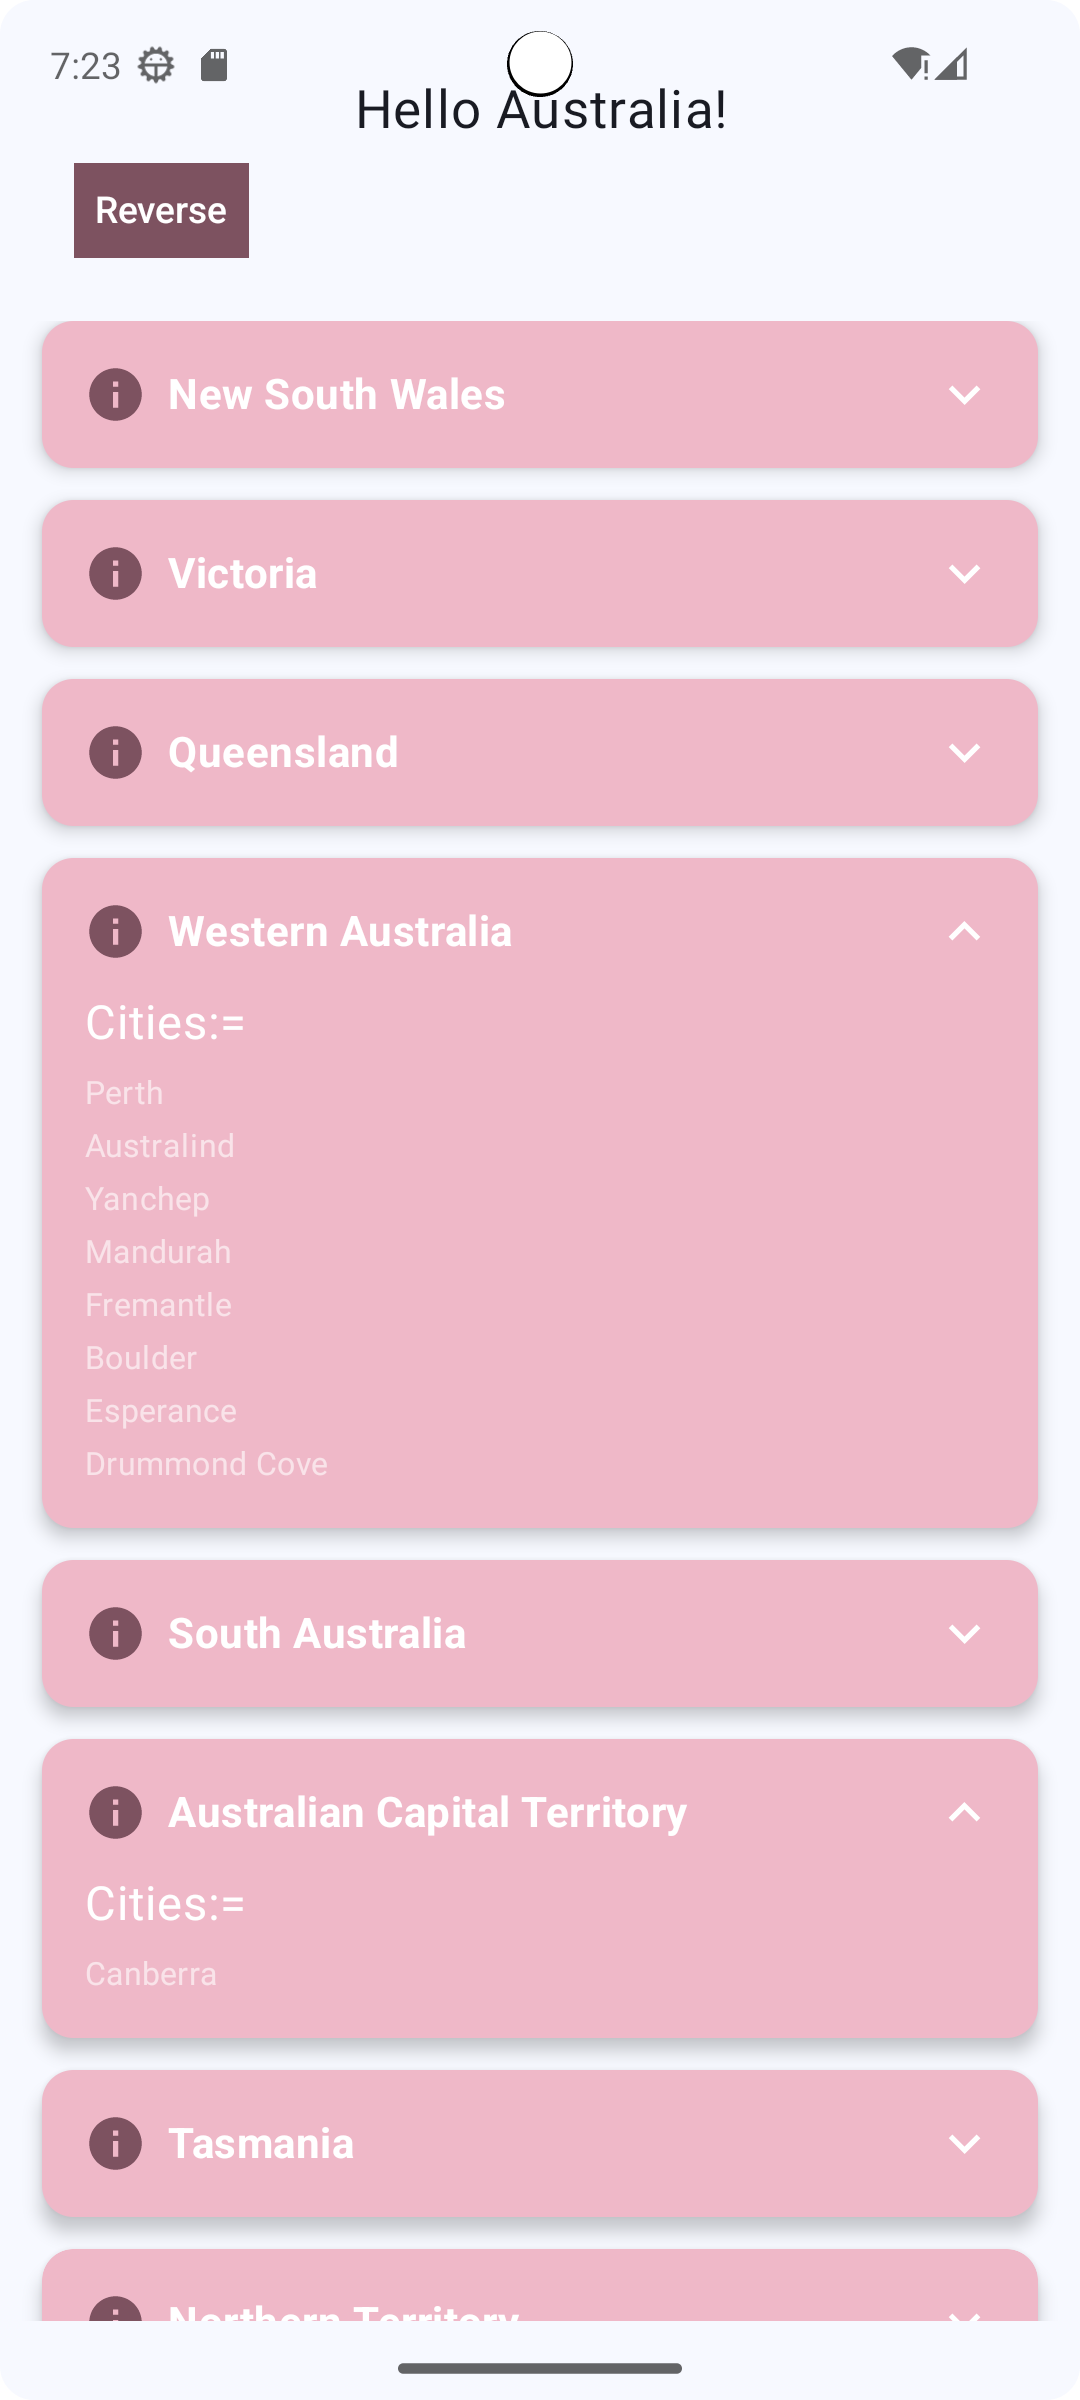 7:23
Hello Australia!
Reverse
New South Wales
Victoria
Queensland
Western Australia
Cities:=
Perth
Australind
Yanchep
Mandurah
Fremantle
Boulder
Esperance
Drummond Cove
South Australia
Australian Capital Territory
Cities:=
Canberra
Tasmania
Northern Territory